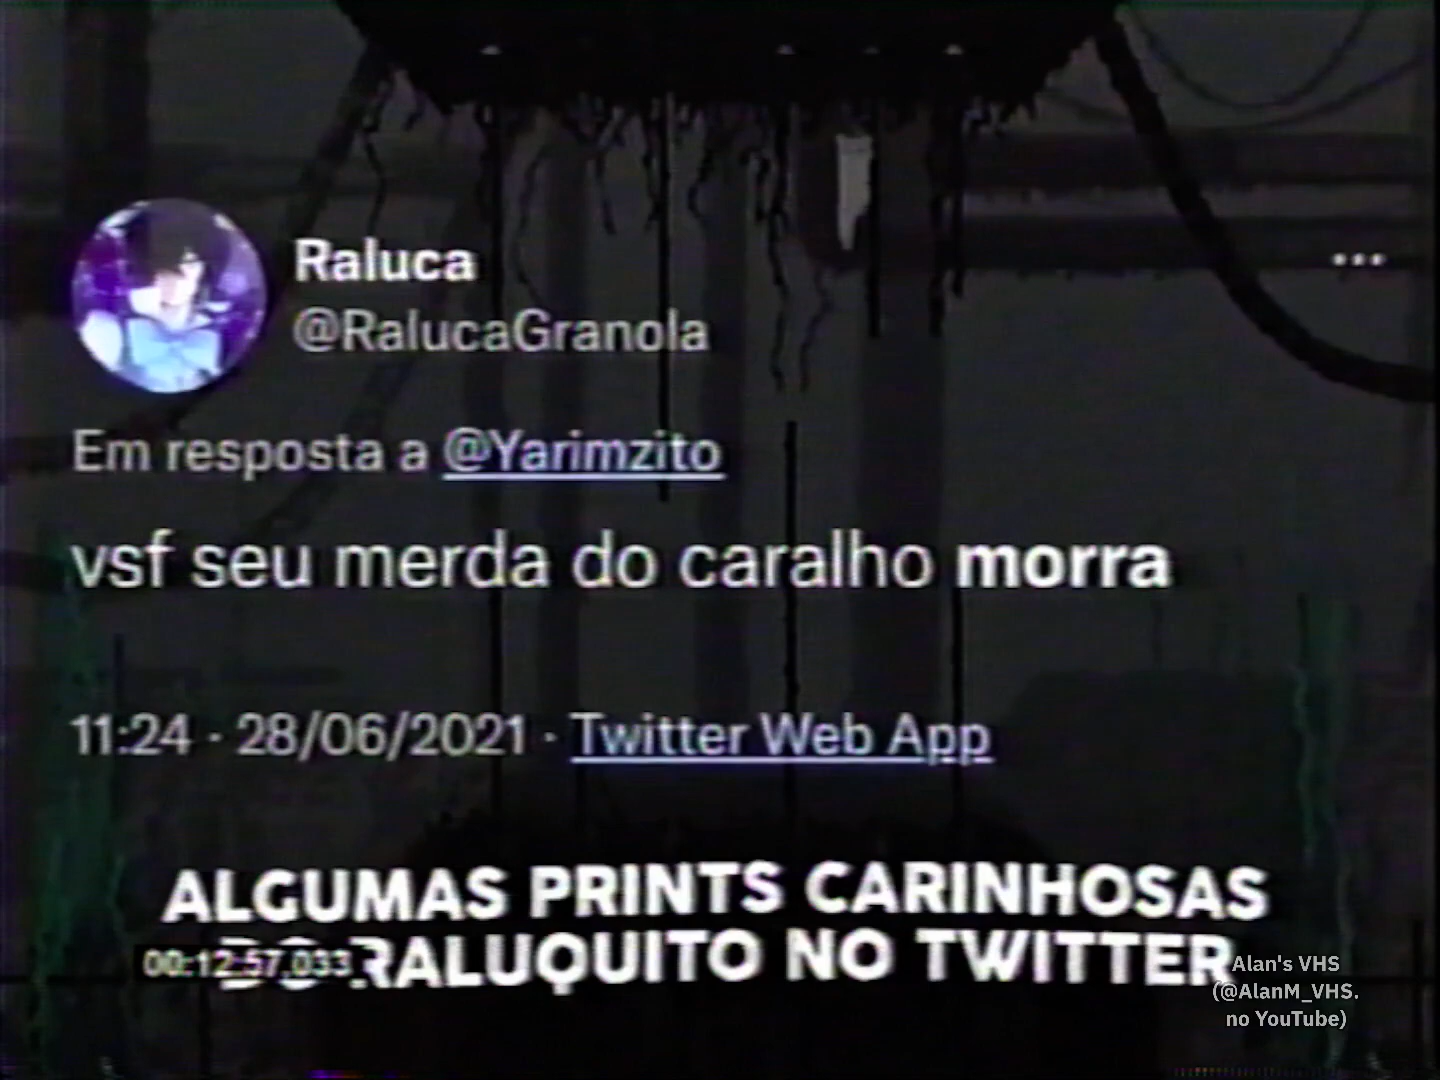 Raluca
@RalucaGranola
Em resposta a @Yarimzito
vsf seu merda do caralho morra
11:24 · 28/06/2021 · Twitter Web App
ALGUMAS PRINTS CARINHOSAS
DO RALUQUITO NO TWITTER
00:12:57,033
Alan's VHS
(@AlanM_VHS.
no YouTube)